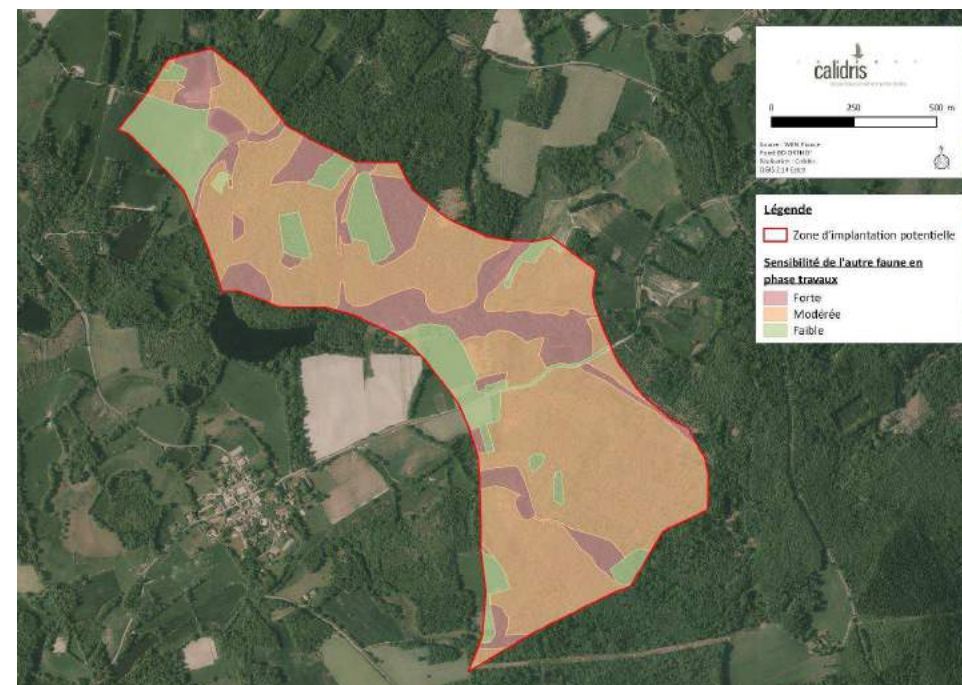 calidris
0 250 500 m
Légende
Zone d'implantation potentielle
Sensibilité de l'autre faune en
phase travaux
Forte
Modérée
Faible